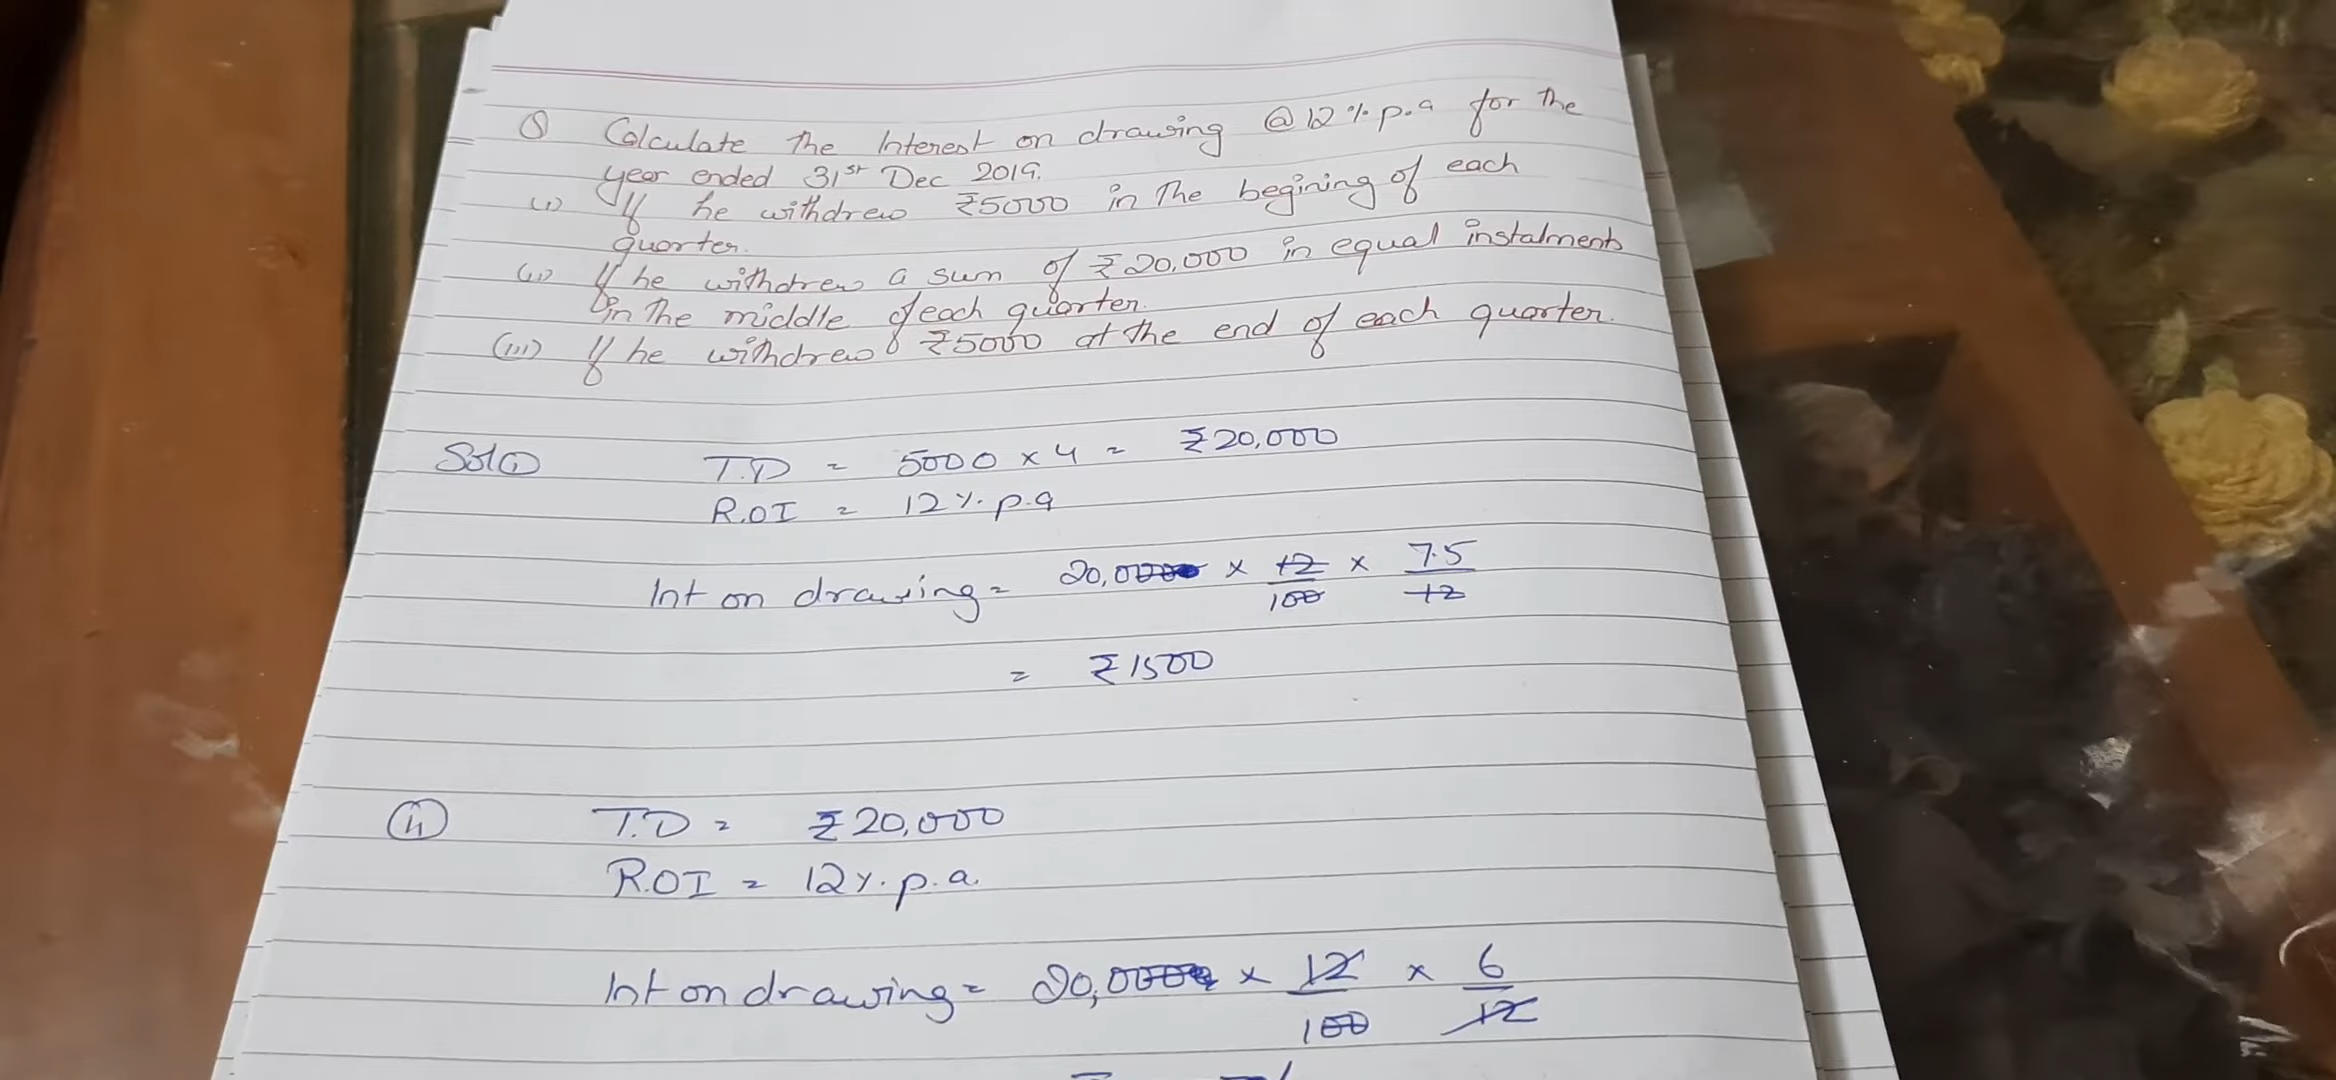 Q Calculate the Interest on drawing @ 12 % p.a for the
year ended 31st Dec 2019.
(i) If he withdrew ₹5000 in the begining of each
quarter.
(ii) If he withdrew a sum of ₹20,000 in equal instalments
in the middle of each quarter.
(iii) If he withdrew ₹5000 at the end of each quarter.
Sol (i) T.D = 5000 x 4 = ₹20,000
R.OI = 12 %. p.a
Int on drawing = 20,000 x 12/100 x 7.5/12
= ₹1500
(ii) T.D = ₹20,000
R.OI = 12 %. p.a.
Int on drawing = 20,000 x 12/100 x 6/12